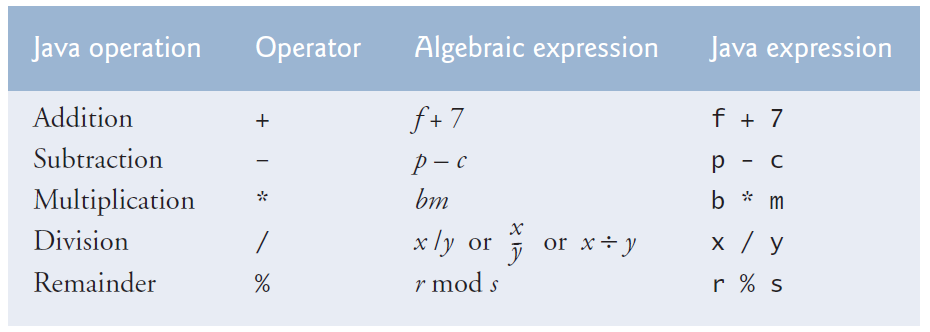 Java operation Operator Algebraic expression Java expression
Addition + f + 7 f + 7
Subtraction – p – c p - c
Multiplication * bm b * m
Division / x / y or x/y or x ÷ y x / y
Remainder % r mod s r % s